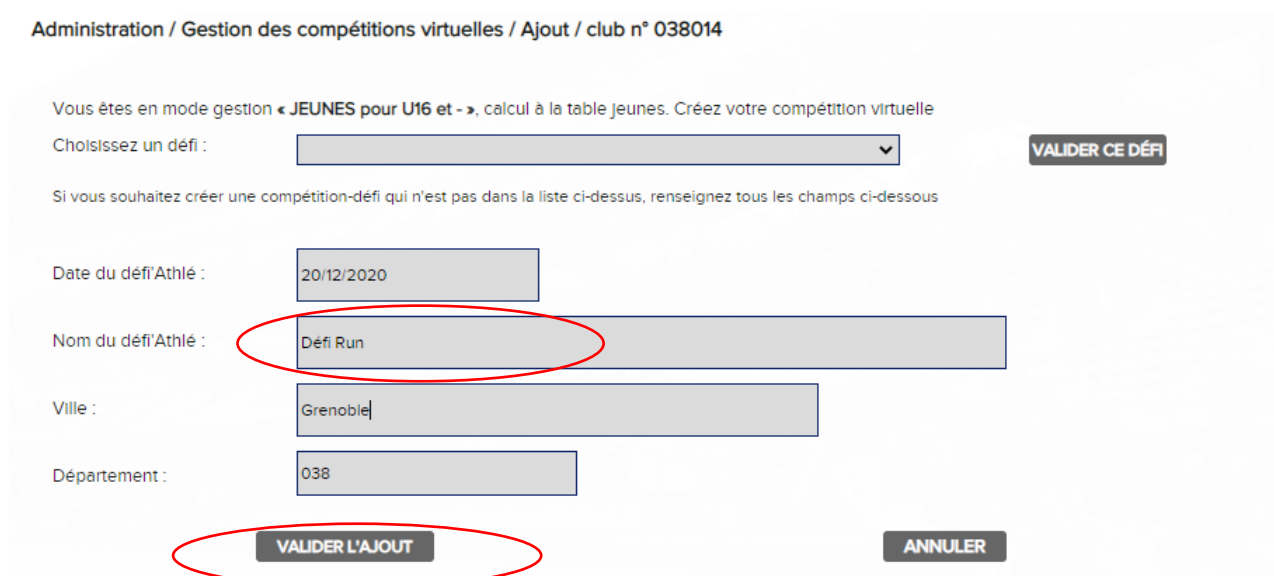 Administration / Gestion des compétitions virtuelles / Ajout / club n° 038014
Vous êtes en mode gestion « JEUNES pour U16 et - », calcul à la table jeunes. Créez votre compétition virtuelle
Choisissez un défi :
VALIDER CE DÉFI
Si vous souhaitez créer une compétition-défi qui n'est pas dans la liste ci-dessus, renseignez tous les champs ci-dessous
Date du défi'Athlé : 20/12/2020
Nom du défi'Athlé : Défi Run
Ville : Grenoble
Département : 038
VALIDER L'AJOUT ANNULER